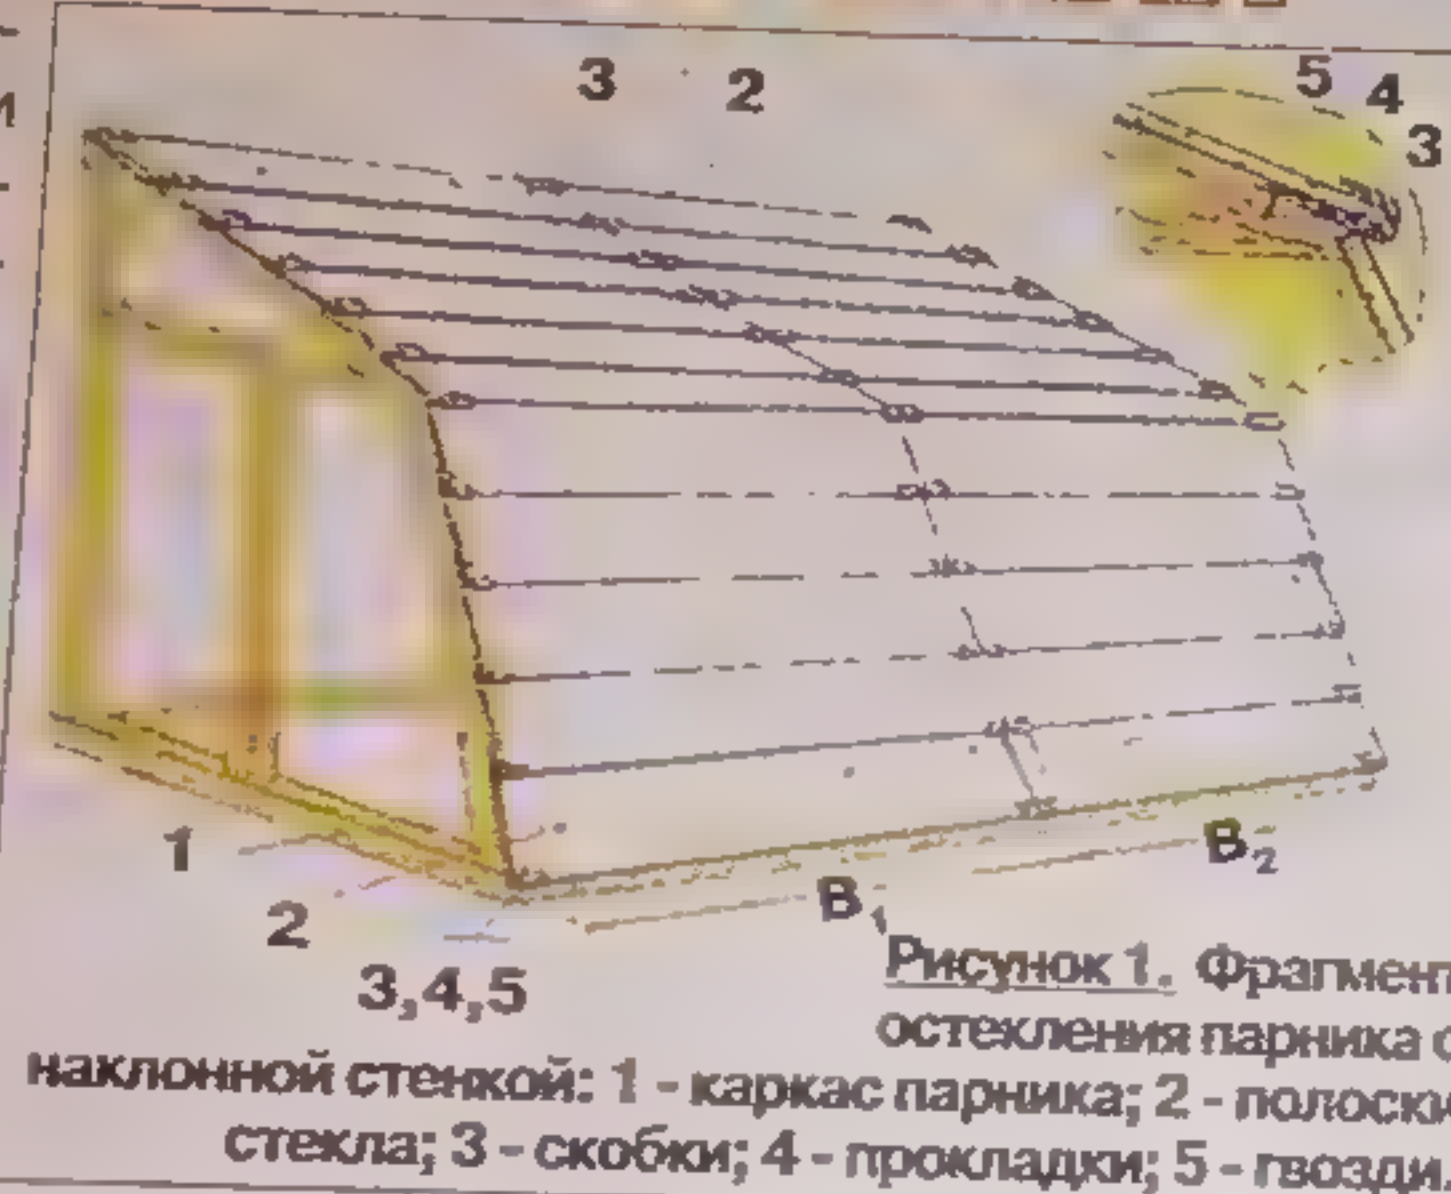 3 2
5 4
3
1
2
3,4,5
B1
B2
Рисунок 1. Фрагмент
остекления парника с
наклонной стенкой: 1 - каркас парника; 2 - полоски
стекла; 3 - скобки; 4 - прокладки; 5 - гвозди.